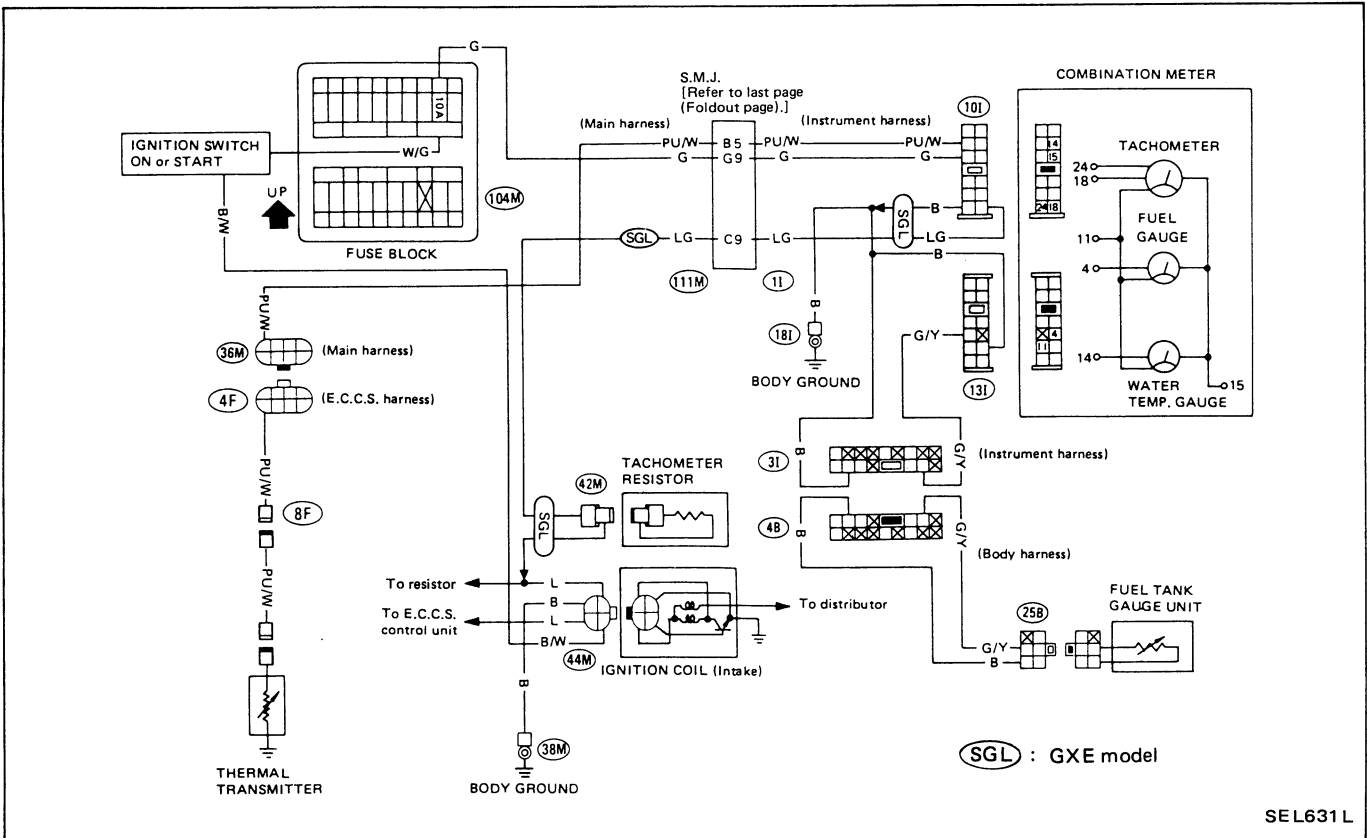 G
S.M.J.
[Refer to last page
(Foldout page).]
COMBINATION METER
10A
IGNITION SWITCH
ON or START
W/G
UP
104M
FUSE BLOCK
B/W
(Main harness)
(Instrument harness)
10I
PU/W
B5
PU/W
PU/W
G
G9
G
G
SGL
LG
C9
LG
SGL
B
LG
B
111M
1I
14
15
24
18
TACHOMETER
24
18
FUEL
GAUGE
11
4
14
WATER
TEMP. GAUGE
15
4
11
B
18I
BODY GROUND
G/Y
13I
PU/W
36M
(Main harness)
4F
(E.C.C.S. harness)
PU/W
8F
PU/W
THERMAL
TRANSMITTER
3I
B
G/Y
(Instrument harness)
4B
B
G/Y
(Body harness)
TACHOMETER
RESISTOR
42M
SGL
To resistor
L
B
To E.C.C.S.
control unit
L
B/W
44M
To distributor
IGNITION COIL (Intake)
B
38M
BODY GROUND
25B
FUEL TANK
GAUGE UNIT
G/Y
B
SGL : GXE model
SEL631L